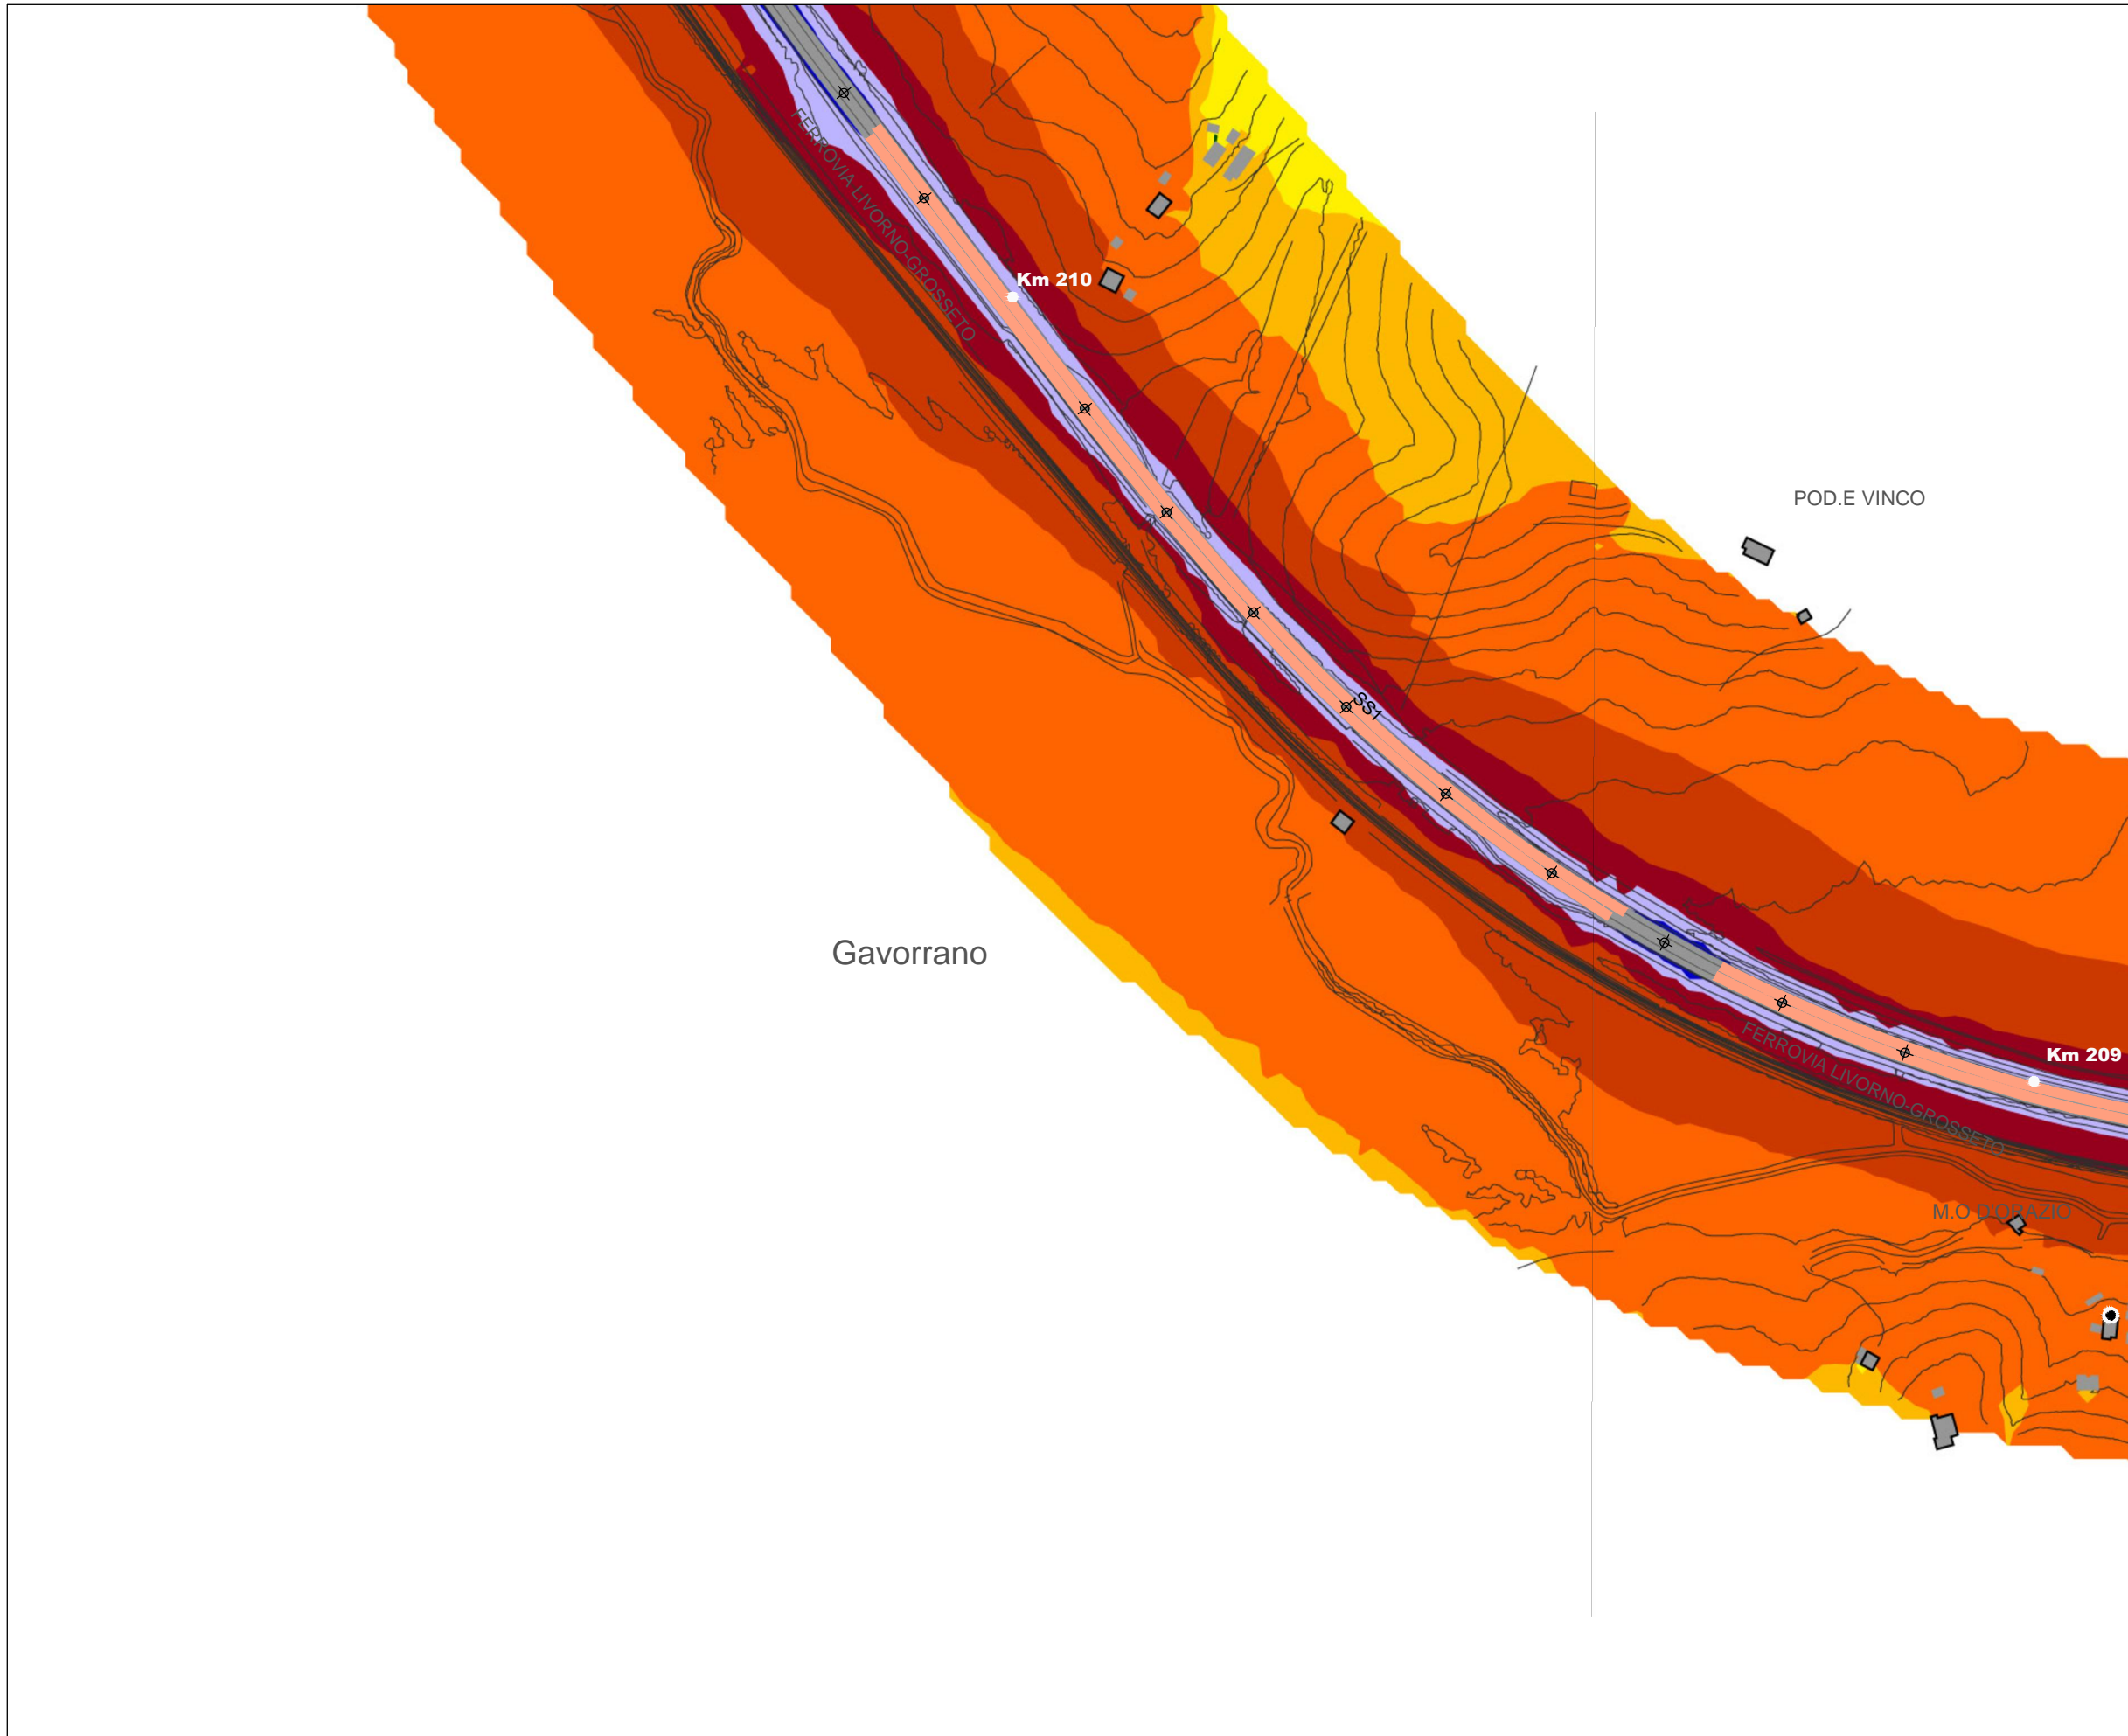 FERROVIA LIVORNO-GROSSETO
Km 210
POD.E VINCO
SS1
Gavorrano
FERROVIA LIVORNO-GROSSETO
Km 209
M.O D'ORAZIO